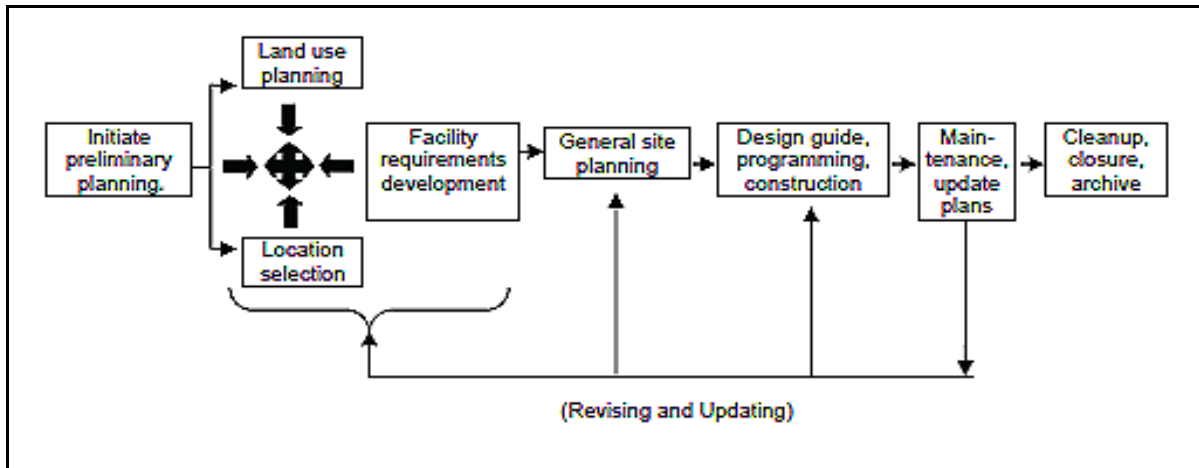 Land use
planning
Initiate
preliminary
planning.
Facility
requirements
development
Location
selection
General site
planning
Design guide,
programming,
construction
Main-
tenance,
update
plans
Cleanup,
closure,
archive
(Revising and Updating)